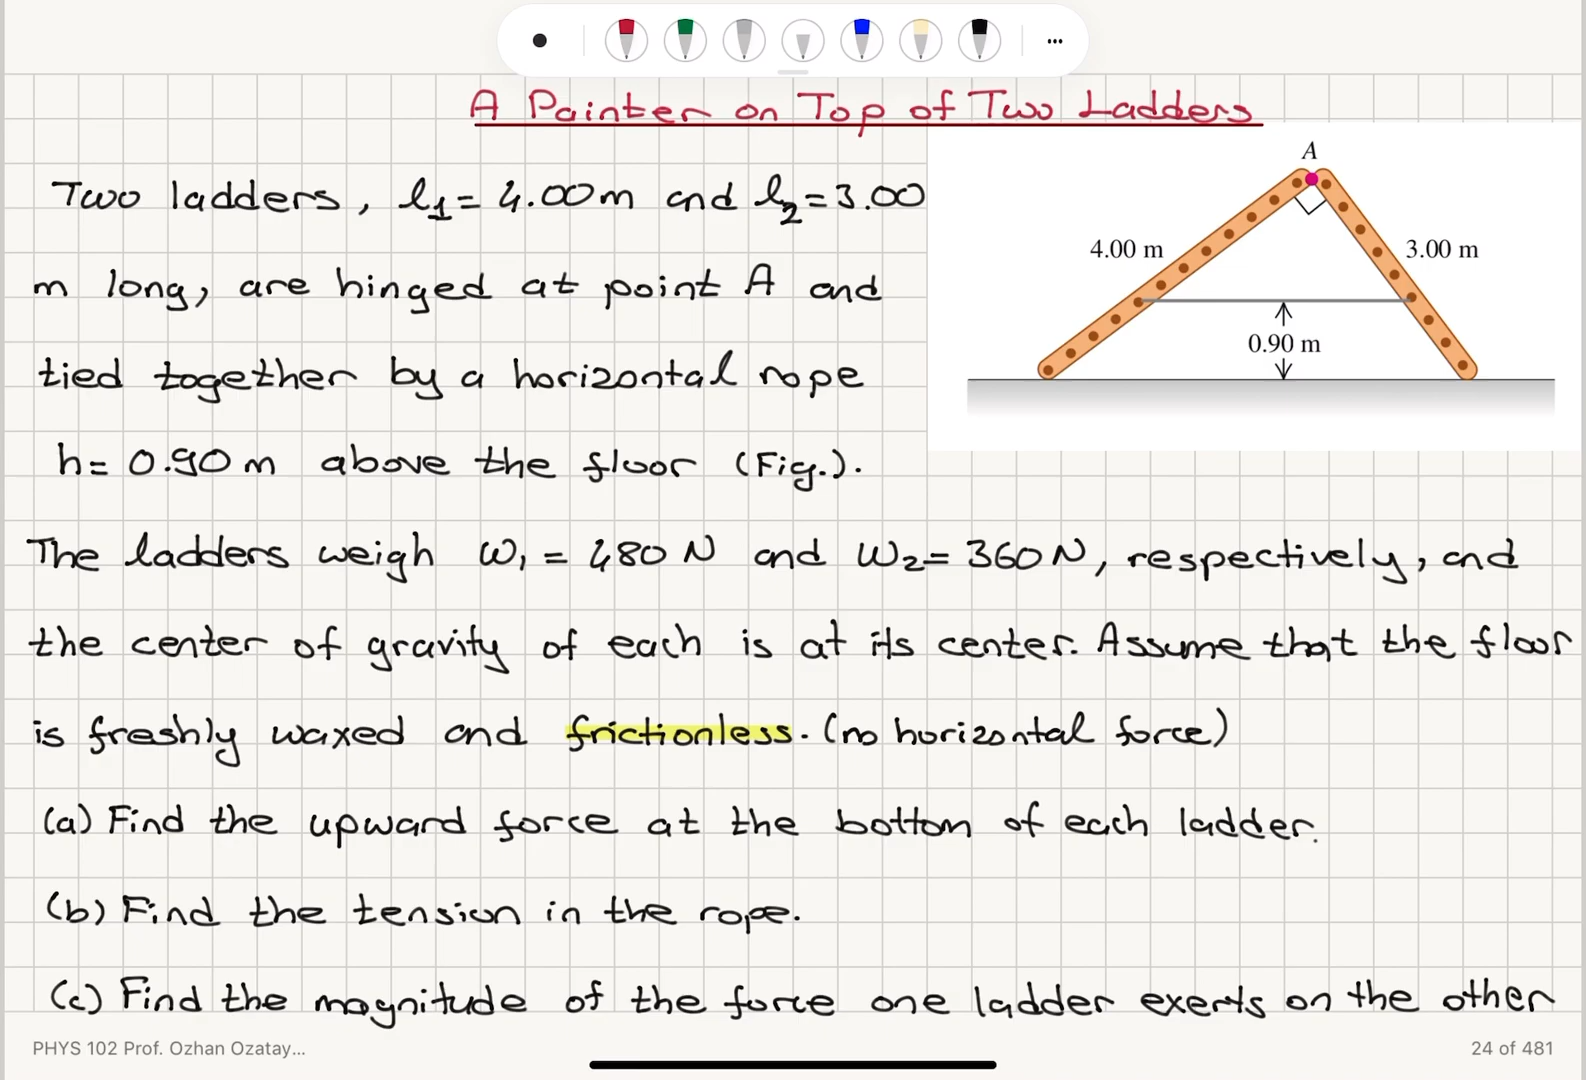 A Painter on Top of Two Ladders
A
Two ladders, l₁ = 4.00 m and l₂ = 3.00
4.00 m
3.00 m
m long, are hinged at point A and
0.90 m
tied together by a horizontal rope
h = 0.90 m above the floor (Fig.).
The ladders weigh w₁ = 480 N and w₂ = 360 N, respectively, and
the center of gravity of each is at its center. Assume that the floor
is freshly waxed and frictionless. (no horizontal force)
(a) Find the upward force at the bottom of each ladder.
(b) Find the tension in the rope.
(c) Find the magnitude of the force one ladder exerts on the other
PHYS 102 Prof. Ozhan Ozatay...
24 of 481